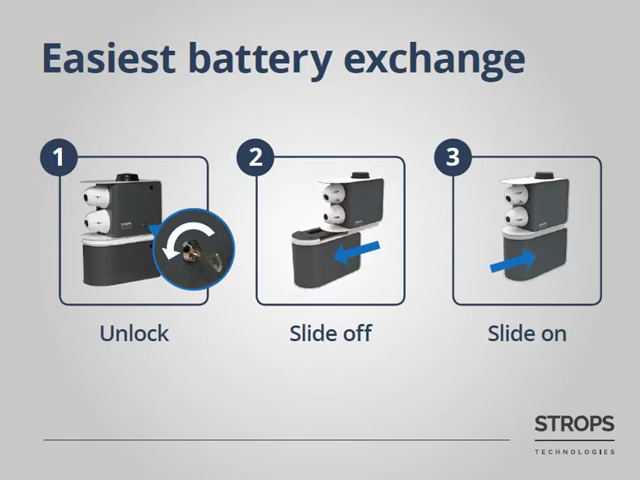 Easiest battery exchange
1
2
3
Unlock
Slide off
Slide on
STROPS
TECHNOLOGIES